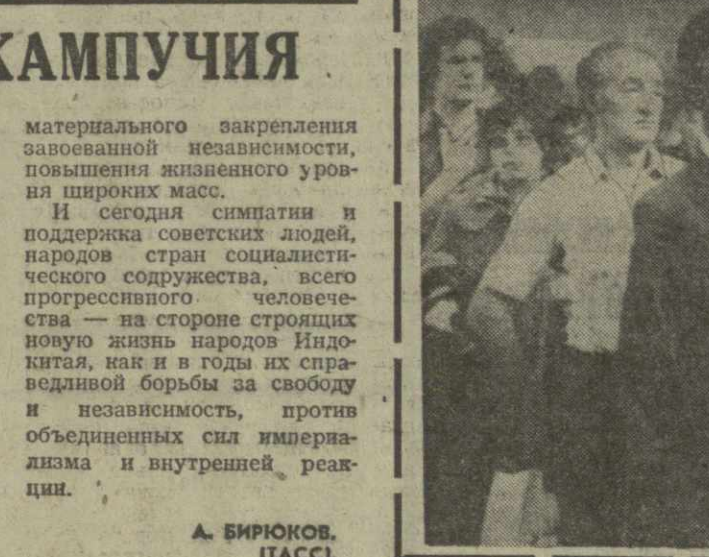 КАМПУЧИЯ
материального закрепления
завоеванной независимости,
повышения жизненного уров-
ня широких масс.
И сегодня симпатии и
поддержка советских людей,
народов стран социалисти-
ческого содружества, всего
прогрессивного человече-
ства — на стороне строящих
новую жизнь народов Индо-
китая, как и в годы их спра-
ведливой борьбы за свободу
и независимость, против
объединенных сил империа-
лизма и внутренней реак-
ции.
А. БИРЮКОВ.
(ТАСС).